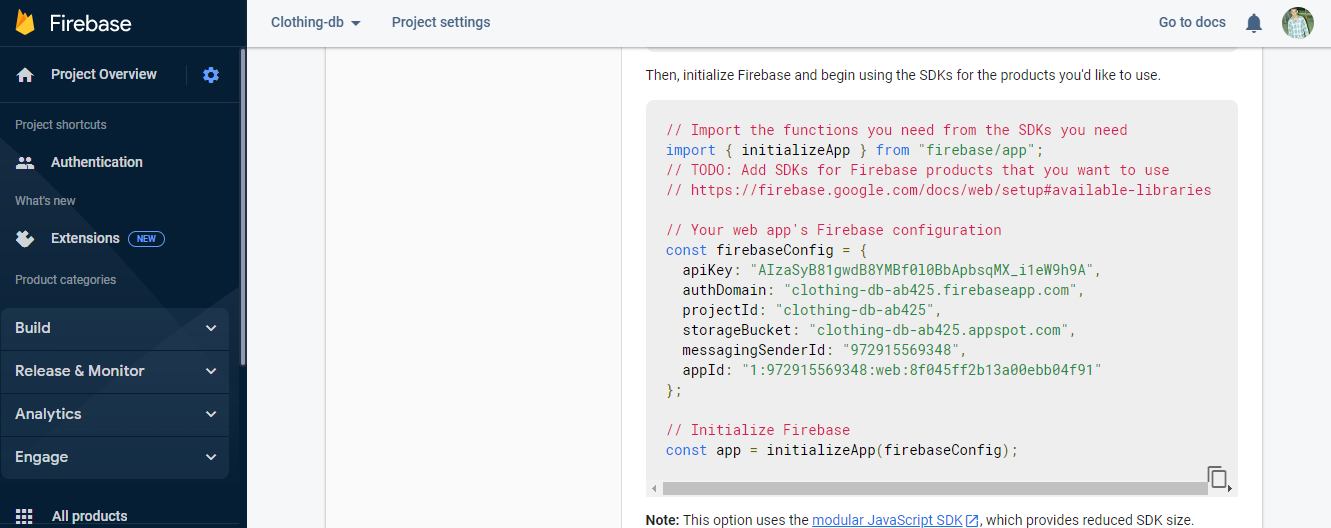 Firebase
Clothing-db
Project settings
Go to docs
Project Overview
Project shortcuts
Authentication
What's new
Extensions NEW
Product categories
Build
Release & Monitor
Analytics
Engage
All products
Then, initialize Firebase and begin using the SDKs for the products you'd like to use.
// Import the functions you need from the SDKs you need
import { initializeApp } from "firebase/app";
// TODO: Add SDKs for Firebase products that you want to use
// https://firebase.google.com/docs/web/setup#available-libraries
// Your web app's Firebase configuration
const firebaseConfig = {
apiKey: "AIzaSyB81gwdB8YMBf0l0BbApbsqMX_i1eW9h9A",
authDomain: "clothing-db-ab425.firebaseapp.com",
projectId: "clothing-db-ab425",
storageBucket: "clothing-db-ab425.appspot.com",
messagingSenderId: "972915569348",
appId: "1:972915569348:web:8f045ff2b13a00ebb04f91"
};
// Initialize Firebase
const app = initializeApp(firebaseConfig);
Note: This option uses the modular JavaScript SDK, which provides reduced SDK size.